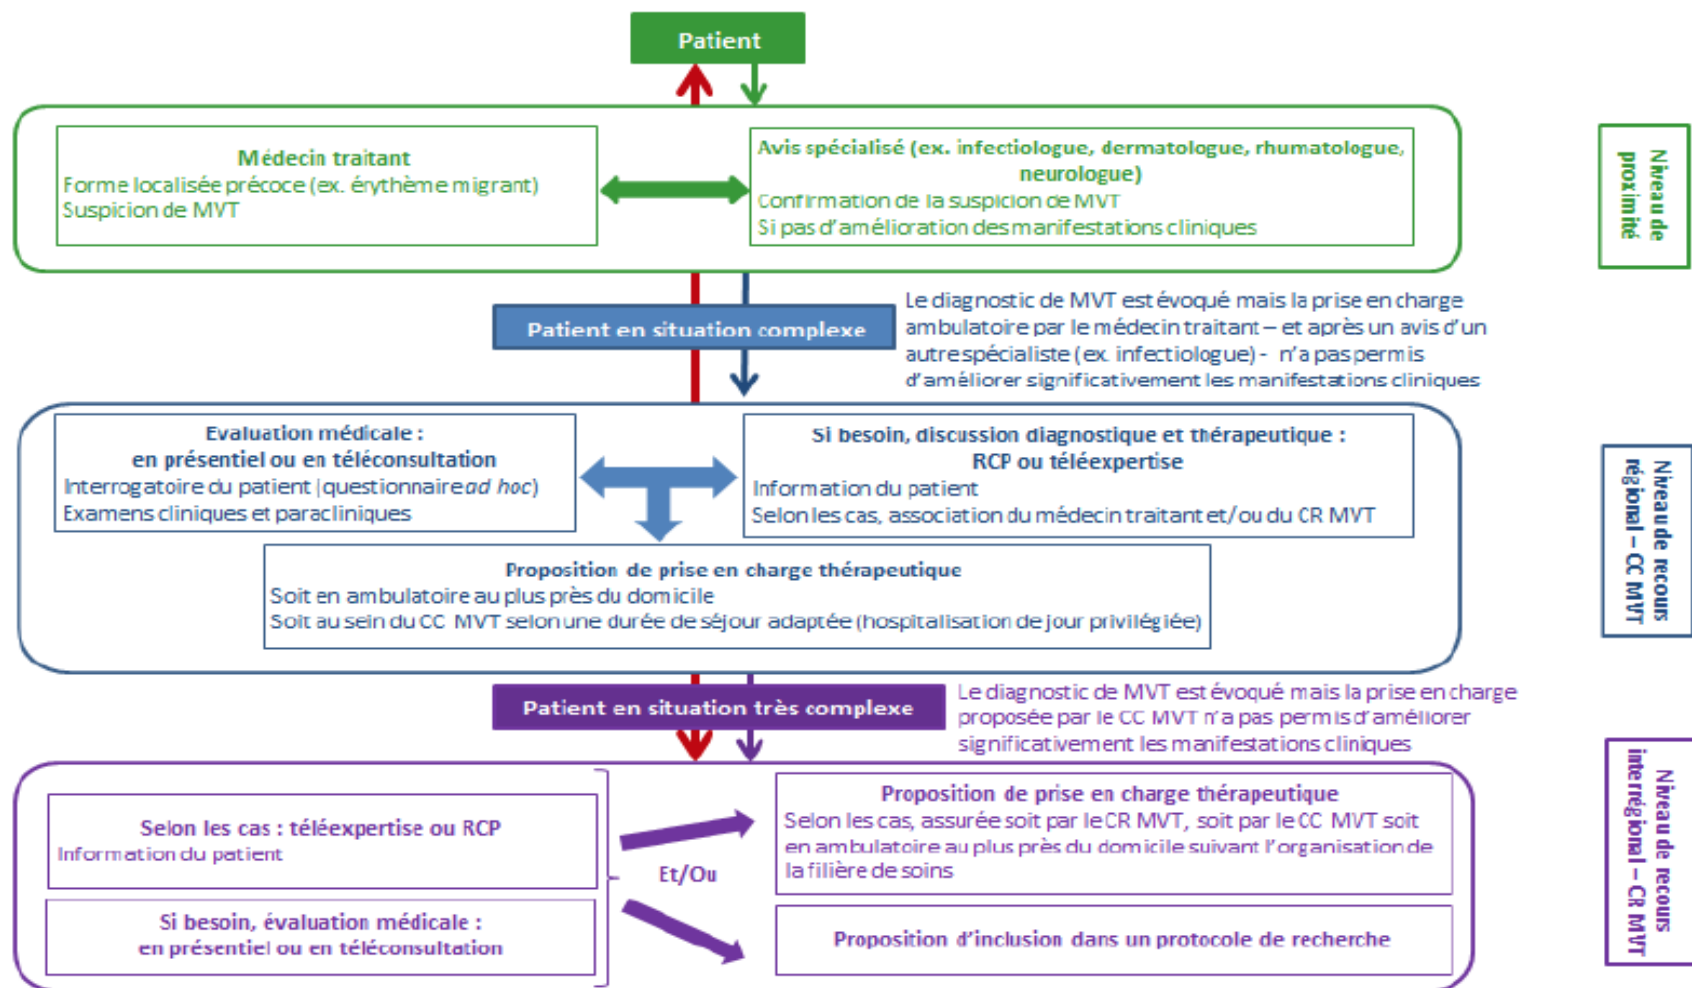 Patient
Médecin traitant
Forme localisée précoce (ex. érythème migrant)
Suspicion de MVT
Avis spécialisé (ex. infectiologue, dermatologue, rhumatologue,
neurologue)
Confirmation de la suspicion de MVT
Si pas d'amélioration des manifestations cliniques
Niveau de
proximité
Patient en situation complexe
Le diagnostic de MVT est évoqué mais la prise en charge
ambulatoire par le médecin traitant – et après un avis d'un
autre spécialiste (ex. infectiologue) - n'a pas permis
d'améliorer significativement les manifestations cliniques
Evaluation médicale :
en présentiel ou en téléconsultation
Interrogatoire du patient (questionnaire ad hoc)
Examens cliniques et paracliniques
Si besoin, discussion diagnostique et thérapeutique :
RCP ou téléexpertise
Information du patient
Selon les cas, association du médecin traitant et/ou du CR MVT
Proposition de prise en charge thérapeutique
Soit en ambulatoire au plus près du domicile
Soit au sein du CC MVT selon une durée de séjour adaptée (hospitalisation de jour privilégiée)
Niveau de recours
régional – CC MVT
Patient en situation très complexe
Le diagnostic de MVT est évoqué mais la prise en charge
proposée par le CC MVT n'a pas permis d'améliorer
significativement les manifestations cliniques
Selon les cas : téléexpertise ou RCP
Information du patient
Si besoin, évaluation médicale :
en présentiel ou en téléconsultation
Et/Ou
Proposition de prise en charge thérapeutique
Selon les cas, assurée soit par le CR MVT, soit par le CC MVT soit
en ambulatoire au plus près du domicile suivant l'organisation de
la filière de soins
Proposition d'inclusion dans un protocole de recherche
Niveau de recours
interrégional – CR MVT